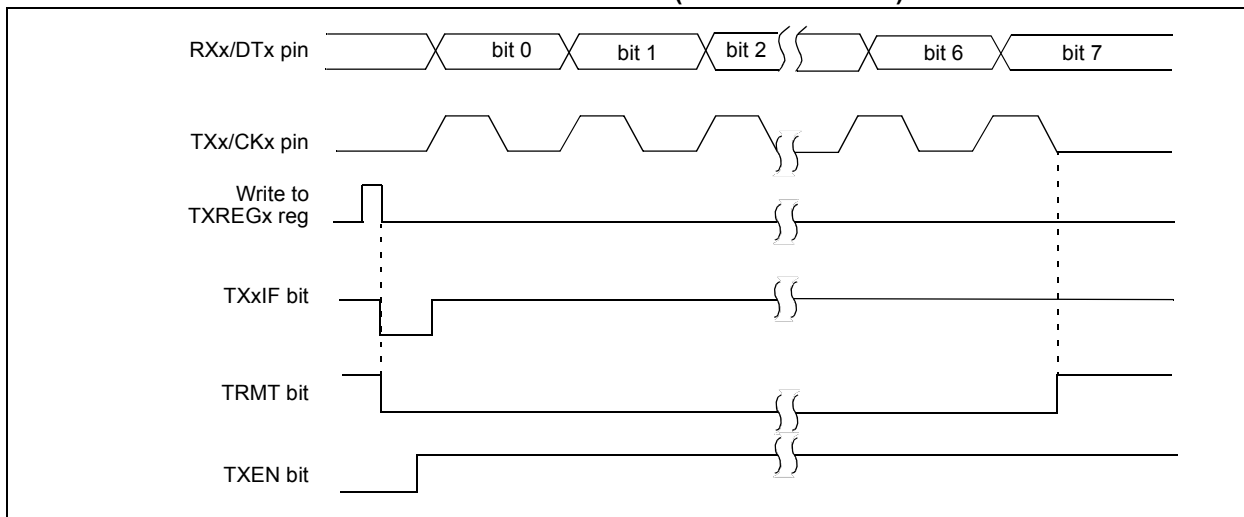 RXx/DTx pin
bit 0
bit 1
bit 2
bit 6
bit 7
TXx/CKx pin
Write to
TXREGx reg
TXxIF bit
TRMT bit
TXEN bit